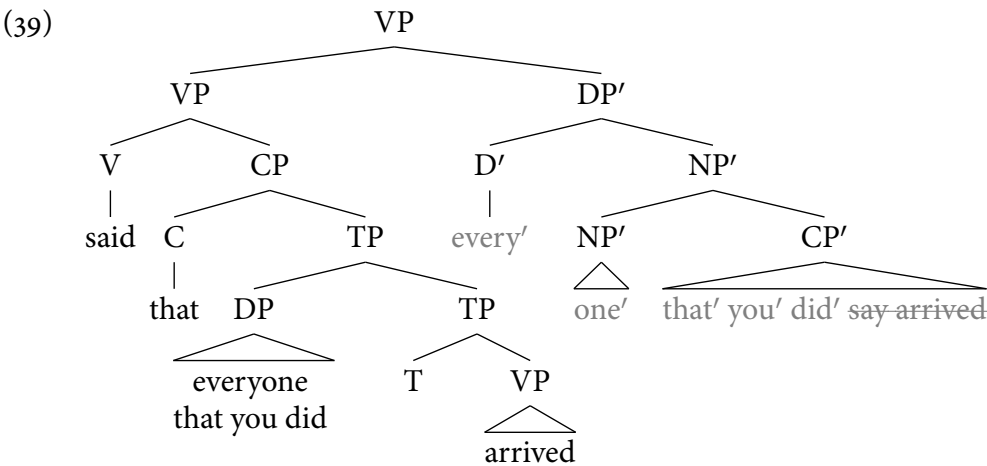 (39) VP
VP DP′
V CP D′ NP′
said C TP every′ NP′ CP′
that DP TP one′ that′ you′ did′ say arrived
everyone T VP
that you did
arrived